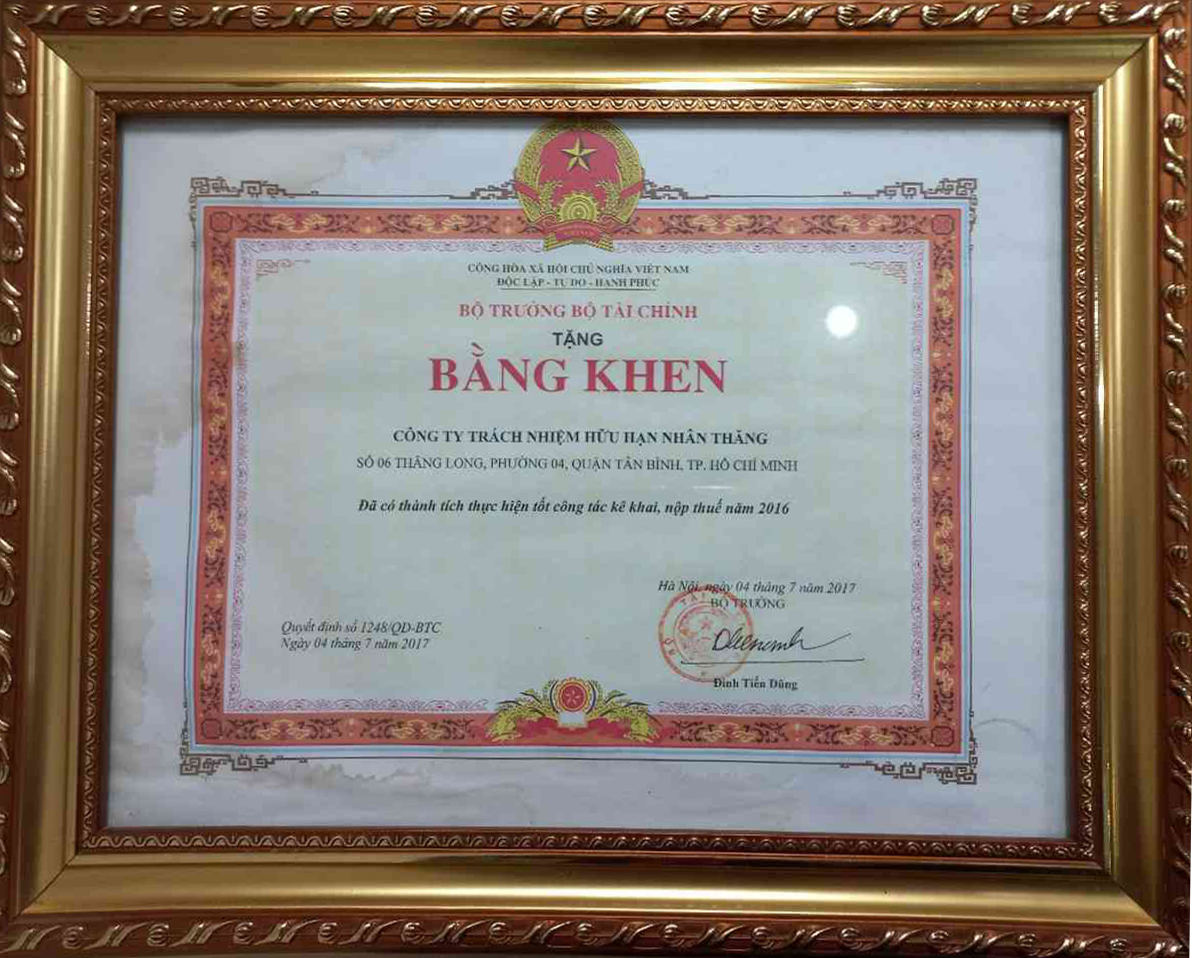 CỘNG HÒA XÃ HỘI CHỦ NGHĨA VIỆT NAM
ĐỘC LẬP - TỰ DO - HẠNH PHÚC
BỘ TRƯỞNG BỘ TÀI CHÍNH
TẶNG
BẰNG KHEN
CÔNG TY TRÁCH NHIỆM HỮU HẠN NHÂN THĂNG
SỐ 06 THĂNG LONG, PHƯỜNG 04, QUẬN TÂN BÌNH, TP. HỒ CHÍ MINH
Đã có thành tích thực hiện tốt công tác kê khai, nộp thuế năm 2016
Hà Nội, ngày 04 tháng 7 năm 2017
BỘ TRƯỞNG
Quyết định số 1248/QĐ-BTC
Ngày 04 tháng 7 năm 2017
Đinh Tiến Dũng